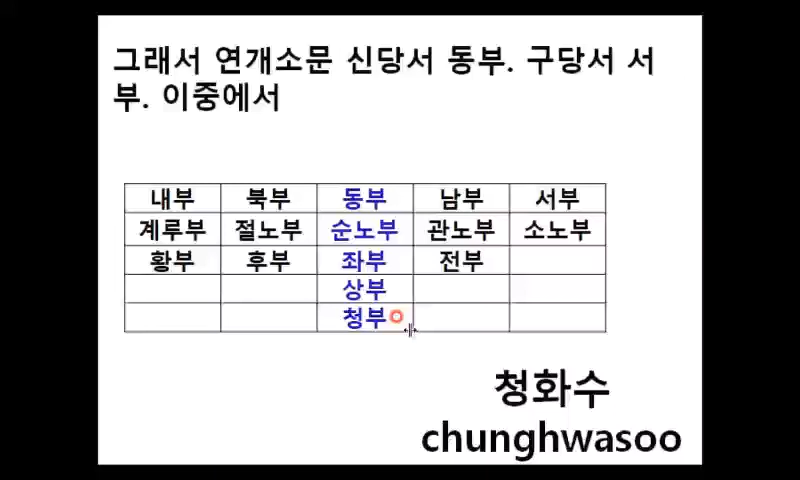 그래서 연개소문 신당서 동부. 구당서 서
부. 이중에서
내부 북부 동부 남부 서부
계루부 절노부 순노부 관노부 소노부
황부 후부 좌부 전부
상부
청부
청화수
chunghwasoo